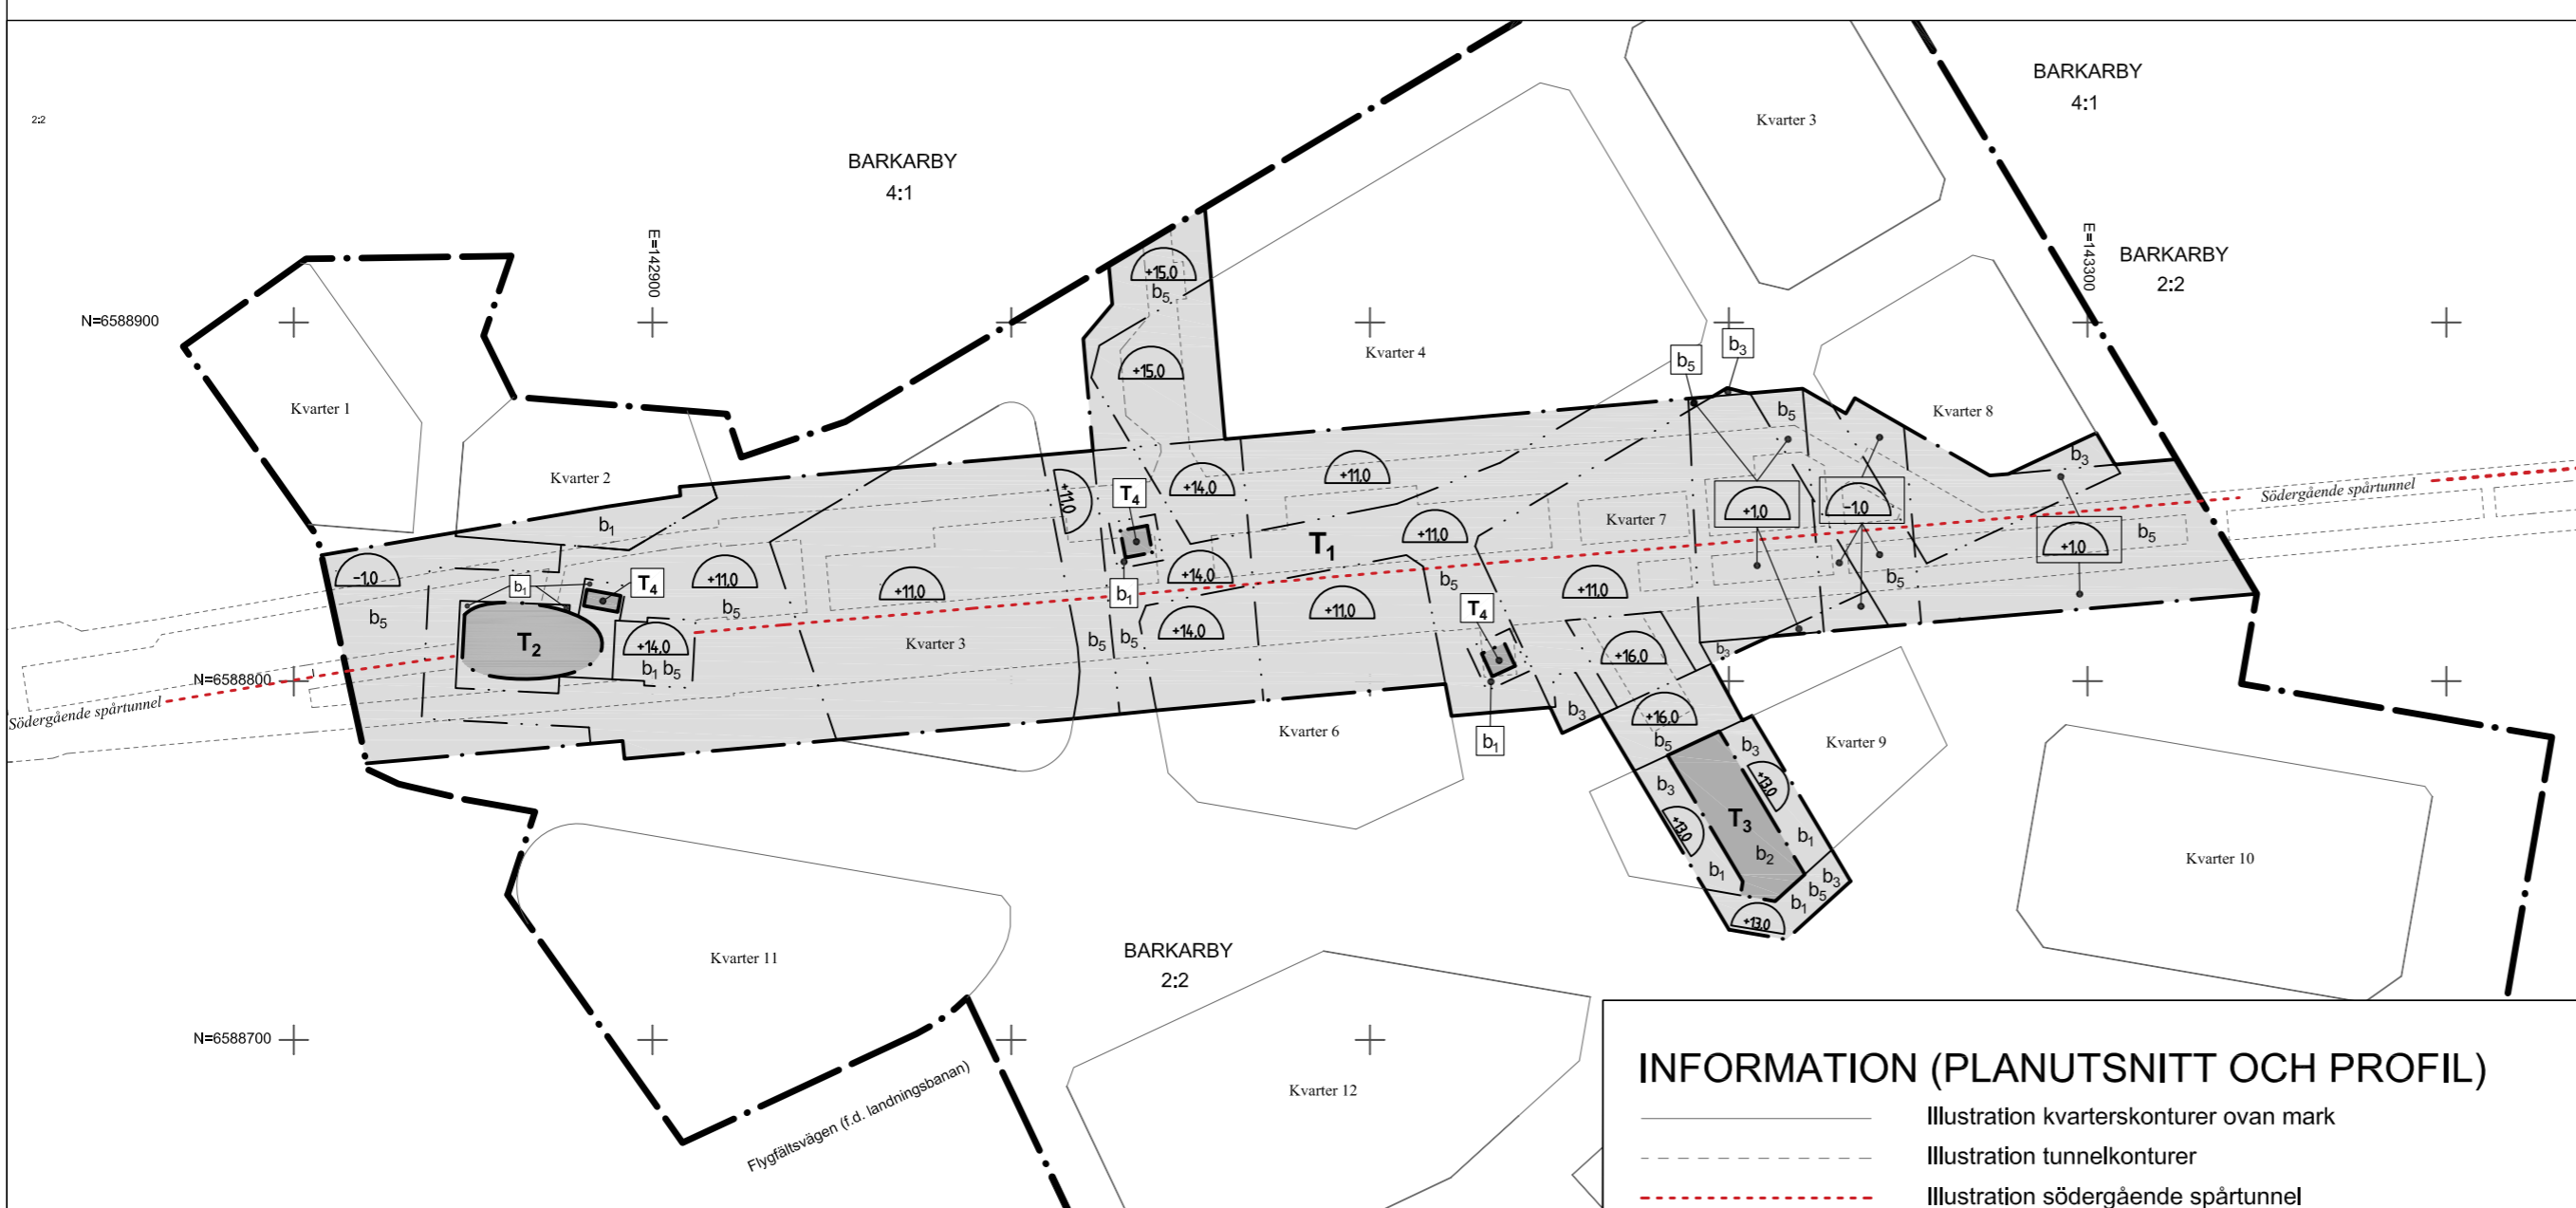 BARKARBY
4:1
2:2
Kvarter 3
BARKARBY
4:1
E=142900
E=143300
BARKARBY
2:2
+15,0
b5
N=6588900
Kvarter 4
b5
b3
+15,0
Kvarter 1
Kvarter 8
b5
b3
Kvarter 2
+11,0
T4
+14,0
+11,0
+1,0
-1,0
Södergående spårtunnel
b1
Kvarter 7
+11,0
T1
+1,0
b5
-1,0
b1
T4
+11,0
+14,0
b5
+11,0
b5
+11,0
b1
+11,0
T4
b5
b5
T2
+14,0
b1 b5
Kvarter 3
b5
b5
+14,0
+16,0
b3
N=6588800
Södergående spårtunnel
+16,0
b3
Kvarter 6
b1
b5
b3
Kvarter 9
b3
+13,0
+13,0
T3
b1
b2
b1
b3
b5
b1
+13,0
Kvarter 10
Kvarter 11
BARKARBY
2:2
N=6588700
Flygfältsvägen (f.d. landningsbanan)
Kvarter 12
INFORMATION (PLANUTSNITT OCH PROFIL)
Illustration kvarterskonturer ovan mark
Illustration tunnelkonturer
Illustration södergående spårtunnel